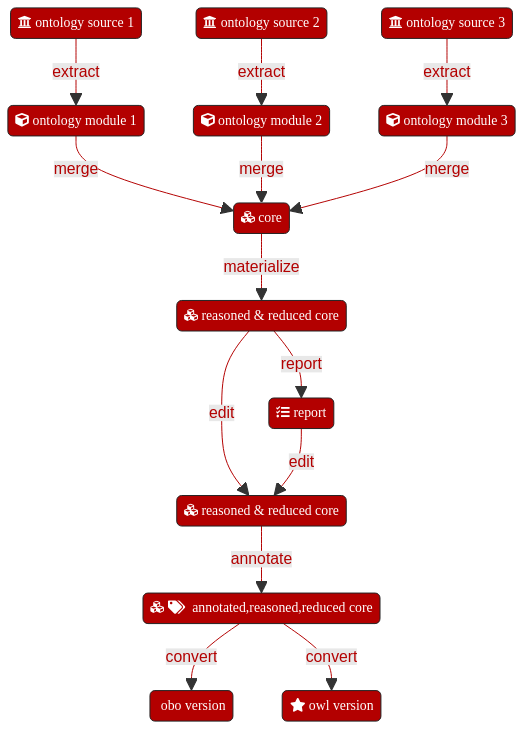 ontology source 1
ontology source 2
ontology source 3
extract
extract
extract
ontology module 1
ontology module 2
ontology module 3
merge
merge
merge
core
materialize
reasoned & reduced core
report
edit
report
edit
reasoned & reduced core
annotate
annotated,reasoned,reduced core
convert
convert
obo version
owl version